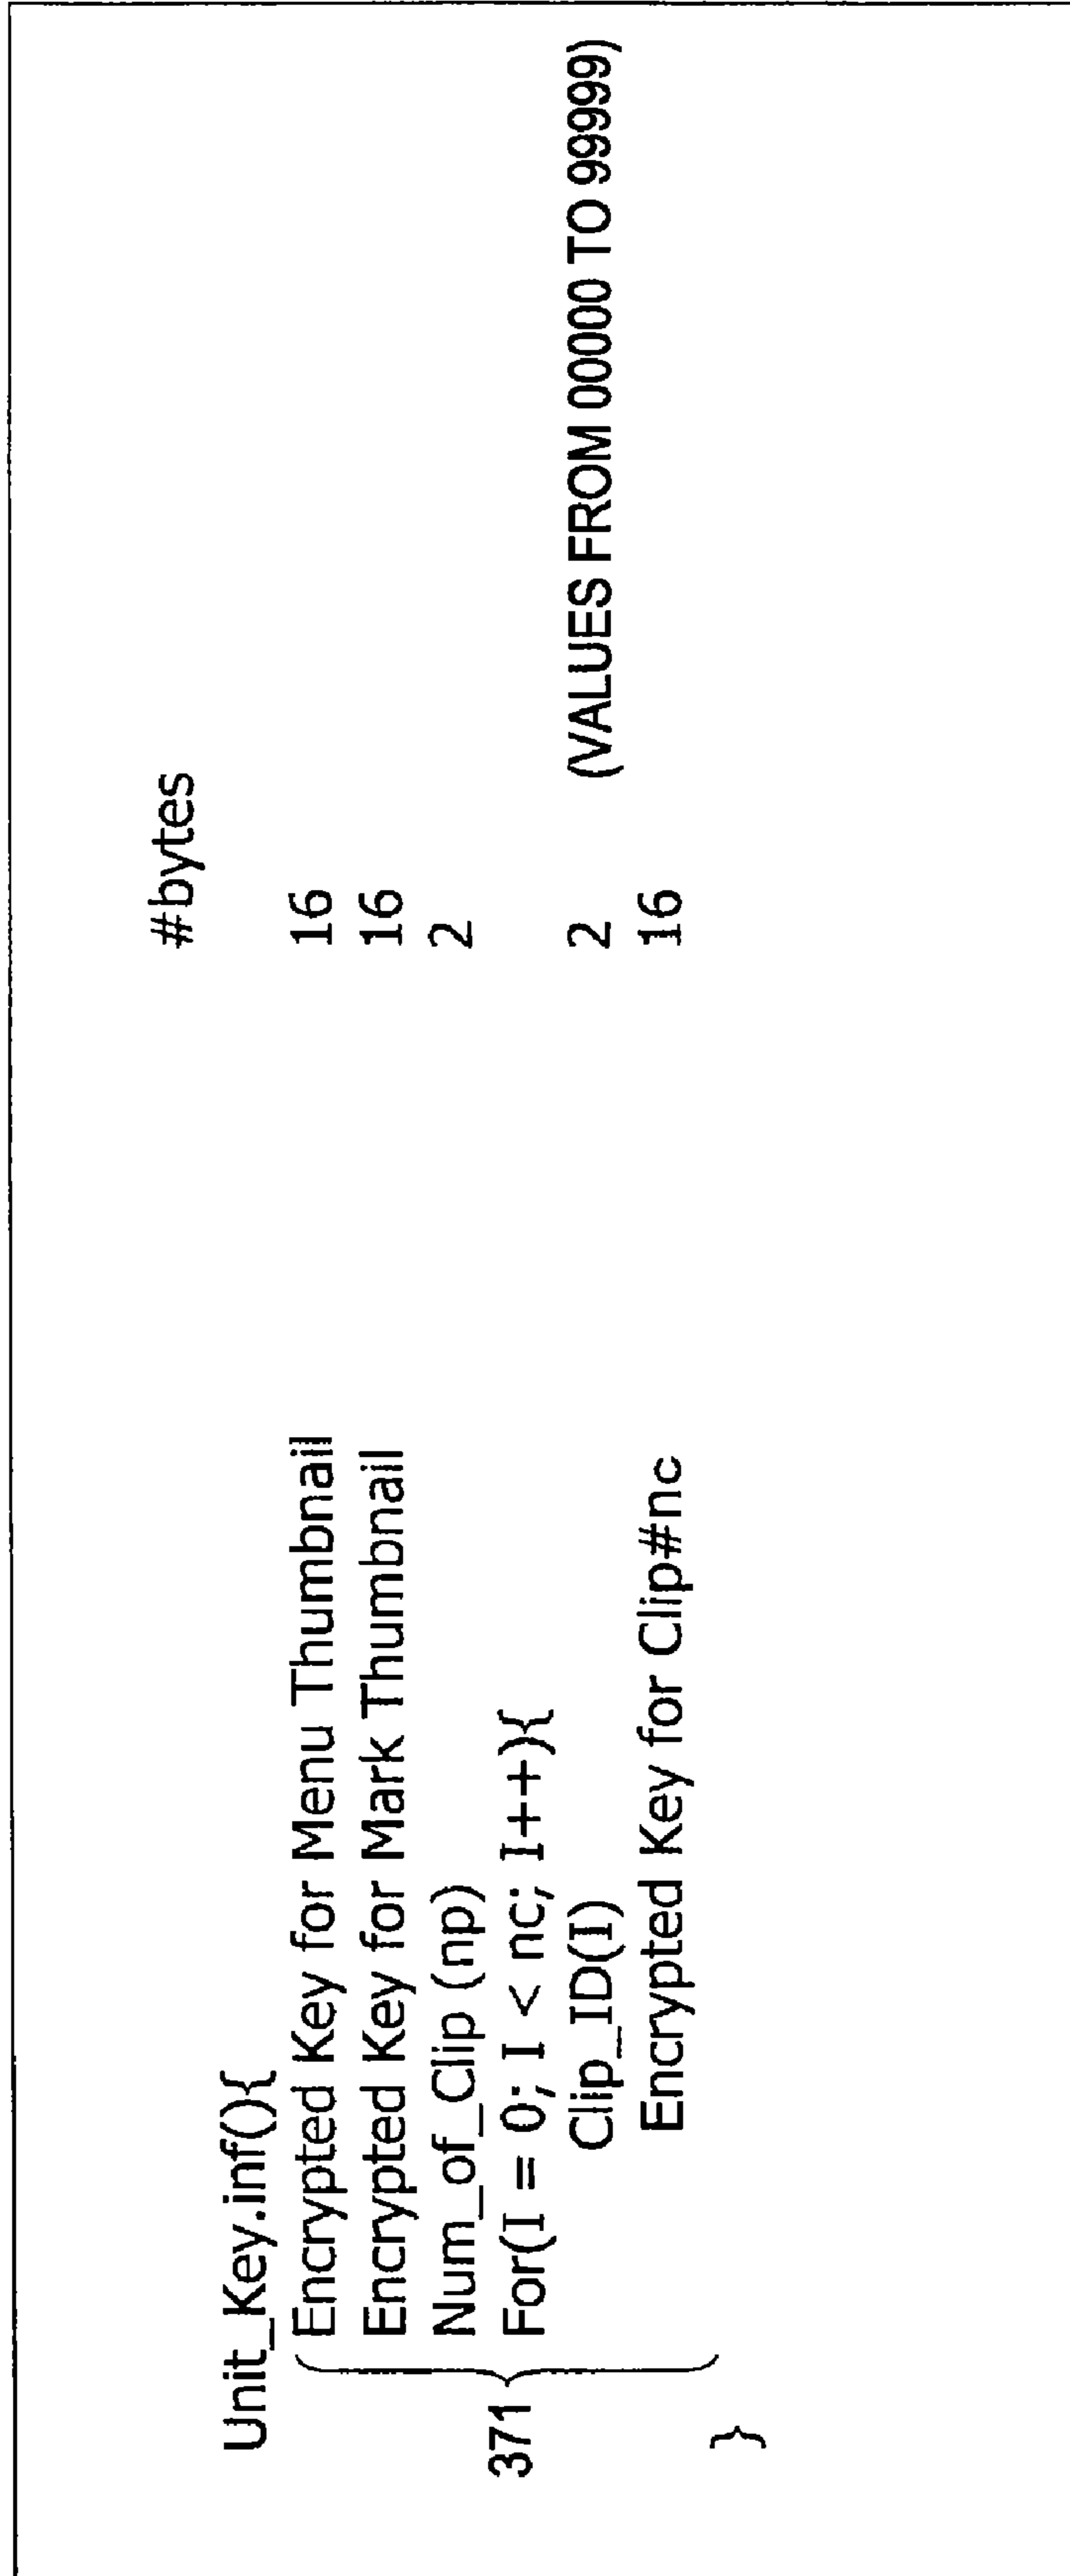 #bytes
Unit_Key.inf(){
Encrypted Key for Menu Thumbnail 16
Encrypted Key for Mark Thumbnail 16
Num_of_Clip (np) 2
For(I = 0; I < nc; I++){
Clip_ID(I) 2 (VALUES FROM 00000 TO 99999)
Encrypted Key for Clip#nc 16
371
}